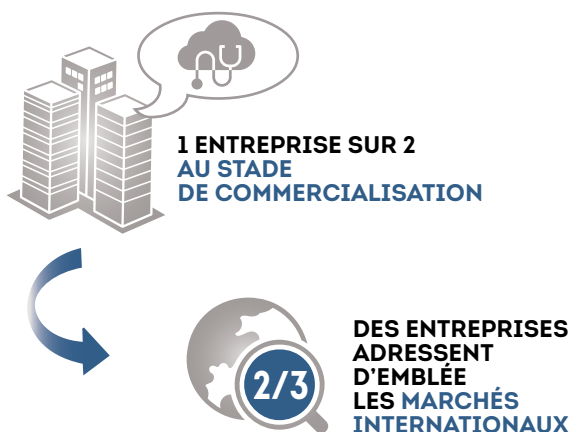 1 ENTREPRISE SUR 2
AU STADE
DE COMMERCIALISATION
2/3
DES ENTREPRISES
ADRESSENT
D'EMBLÉE
LES MARCHÉS
INTERNATIONAUX